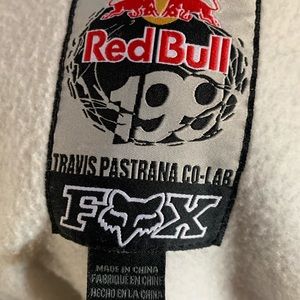 Red Bull
199
TRAVIS PASTRANA CO-LAB
FOX
MADE IN CHINA
FABRIQUE EN CHINE
HECHO EN CHINA